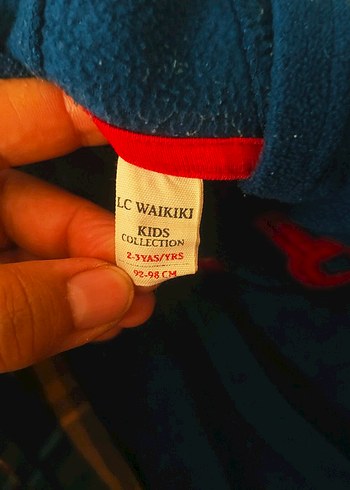 LC WAIKIKI
KIDS
COLLECTION
2-3 YAS/YRS
92-98 CM